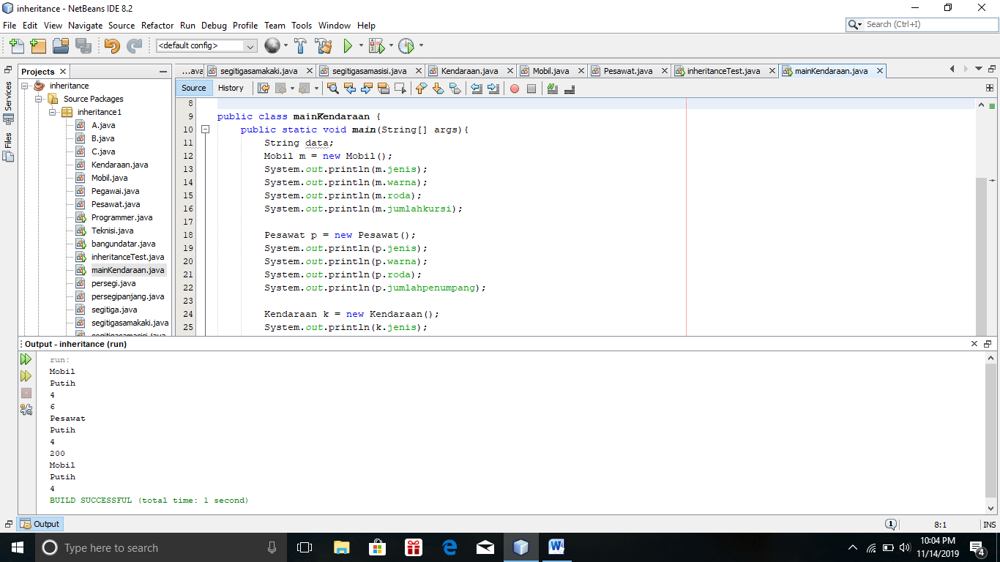 inheritance - NetBeans IDE 8.2
File Edit View Navigate Source Refactor Run Debug Profile Team Tools Window Help
Search (Ctrl+I)
<default config>
Projects
Services
Files
inheritance
Source Packages
inheritance1
A.java
B.java
C.java
Kendaraan.java
Mobil.java
Pegawai.java
Pesawat.java
Programmer.java
Teknisi.java
bangundatar.java
inheritanceTest.java
mainKendaraan.java
persegi.java
persegipanjang.java
segitiga.java
segitigasamakaki.java
segitigasamasisi.java
...ava segitigasamakaki.java segitigasamasisi.java Kendaraan.java Mobil.java Pesawat.java inheritanceTest.java mainKendaraan.java
Source History
8
9 public class mainKendaraan {
10 public static void main(String[] args){
11 String data;
12 Mobil m = new Mobil();
13 System.out.println(m.jenis);
14 System.out.println(m.warna);
15 System.out.println(m.roda);
16 System.out.println(m.jumlahkursi);
17
18 Pesawat p = new Pesawat();
19 System.out.println(p.jenis);
20 System.out.println(p.warna);
21 System.out.println(p.roda);
22 System.out.println(p.jumlahpenumpang);
23
24 Kendaraan k = new Kendaraan();
25 System.out.println(k.jenis);
Output - inheritance (run)
run:
Mobil
Putih
4
6
Pesawat
Putih
4
200
Mobil
Putih
4
BUILD SUCCESSFUL (total time: 1 second)
Output
1
8:1
INS
Type here to search
10:04 PM
11/14/2019
4